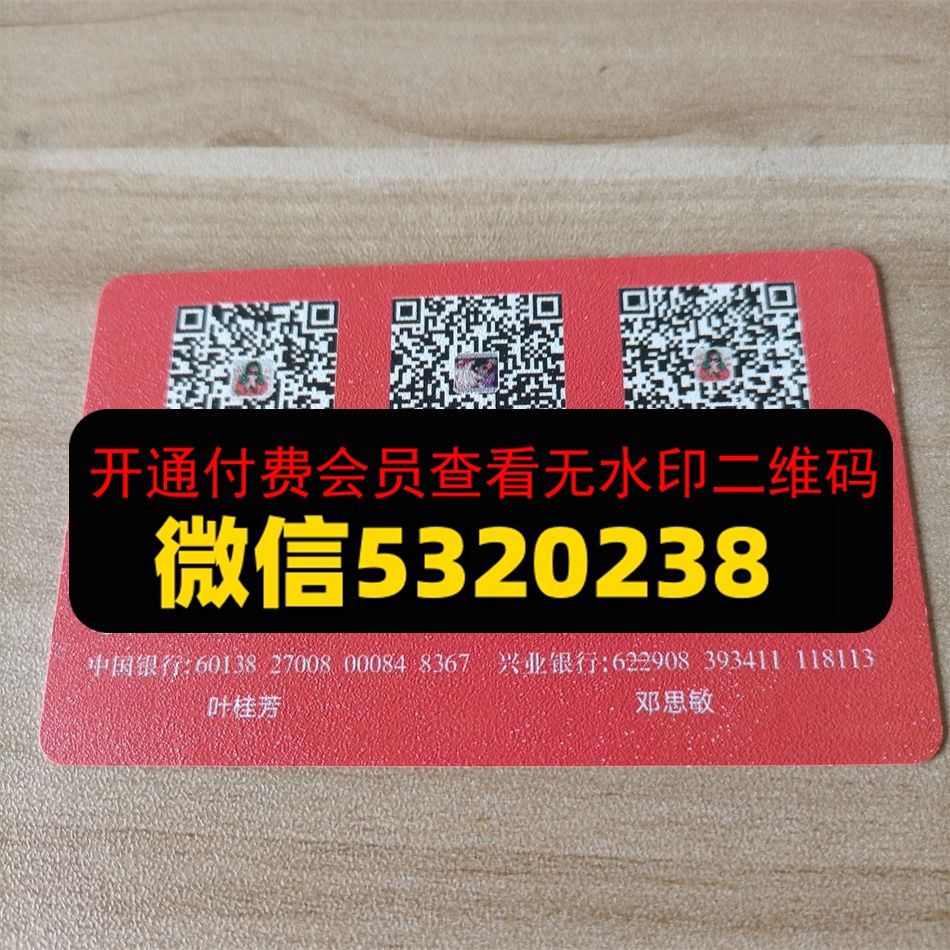 开通付费会员查看无水印二维码
微信5320238
中国银行:60138 27008 00084 8367
兴业银行:622908 393411 118113
叶桂芳
邓思敏